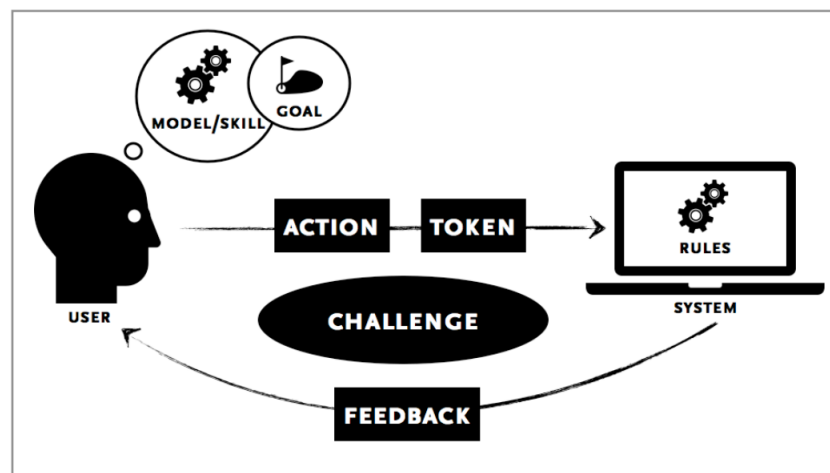 MODEL/SKILL
GOAL
ACTION
TOKEN
RULES
USER
CHALLENGE
SYSTEM
FEEDBACK